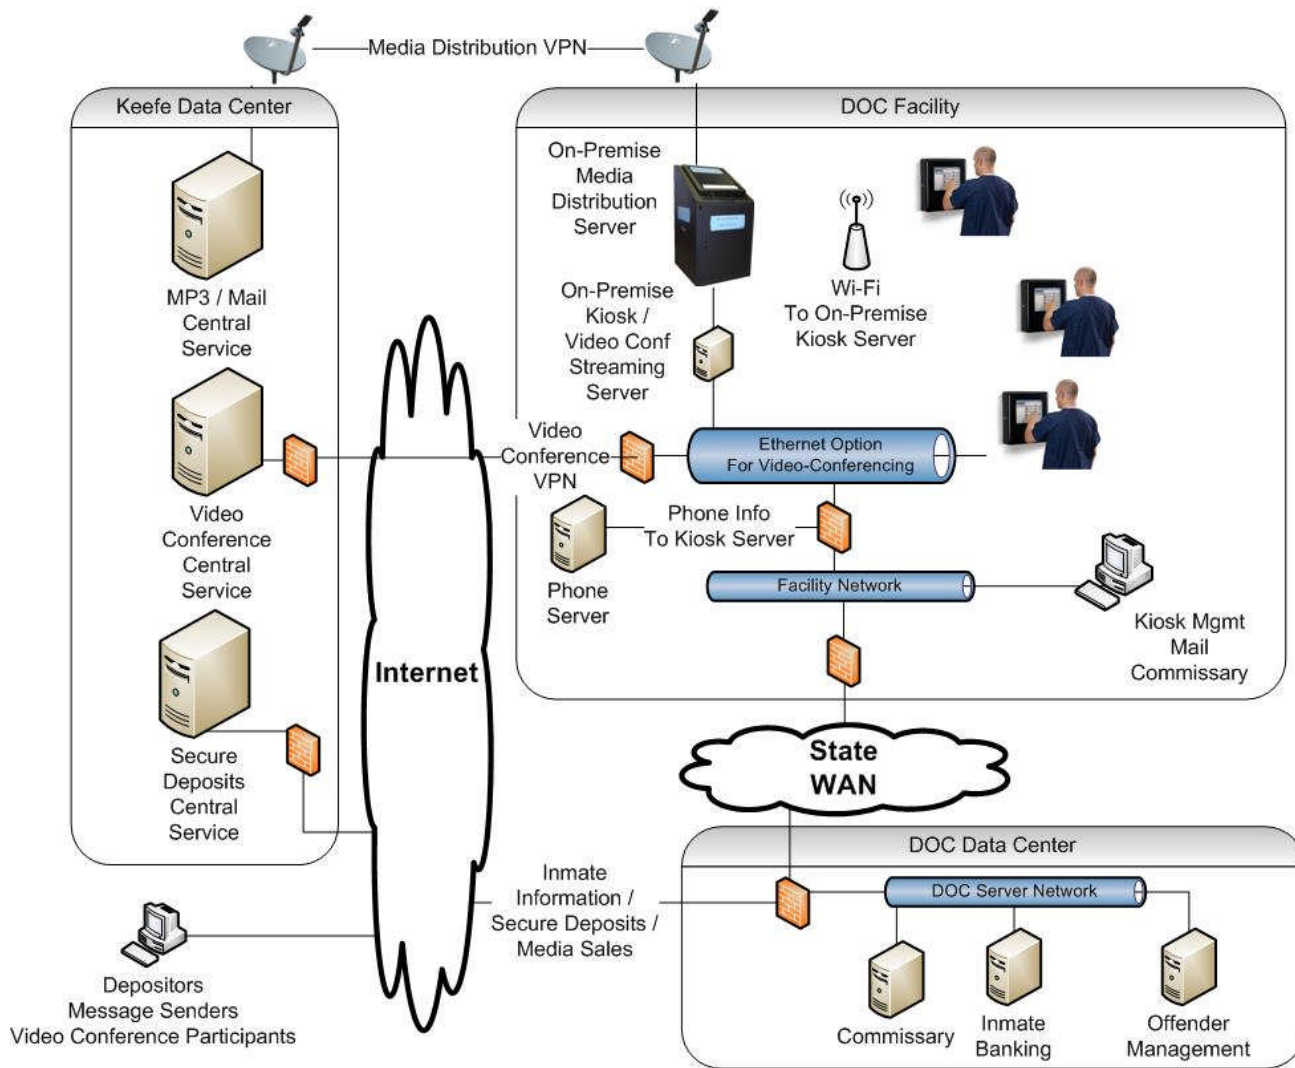 Media Distribution VPN
Keefe Data Center
MP3 / Mail
Central
Service
Video
Conference
Central
Service
Secure
Deposits
Central
Service
Depositors
Message Senders
Video Conference Participants
Internet
DOC Facility
On-Premise
Media
Distribution
Server
On-Premise
Kiosk /
Video Conf
Streaming
Server
Wi-Fi
To On-Premise
Kiosk Server
Video
Conference
VPN
Ethernet Option
For Video-Conferencing
Phone Info
To Kiosk Server
Phone
Server
Facility Network
Kiosk Mgmt
Mail
Commissary
State
WAN
Inmate
Information /
Secure Deposits /
Media Sales
DOC Data Center
DOC Server Network
Commissary
Inmate
Banking
Offender
Management